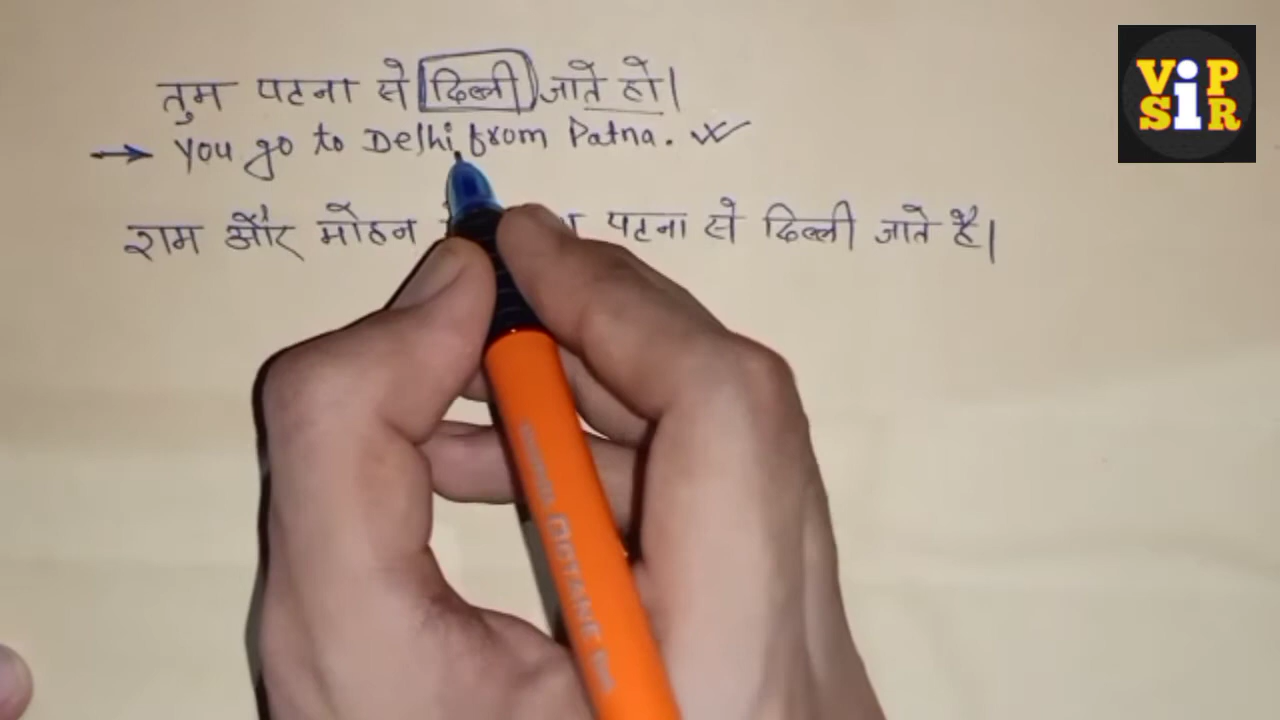 तुम पटना से दिल्ली जाते हो।
You go to Delhi from Patna.
राम और मोहन पटना से दिल्ली जाते है।
VIP
SIR